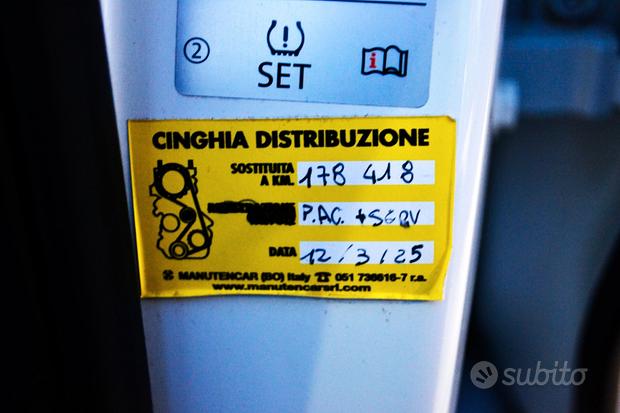 2
SET
i
CINGHIA DISTRIBUZIONE
SOSTITUITA
A KM. 178 418
P.AC. + SERV
DATA 12/3/25
MANUTENCAR (BO) Italy ☎ 051 736616-7 r.a.
www.manutencarsrl.com
subito